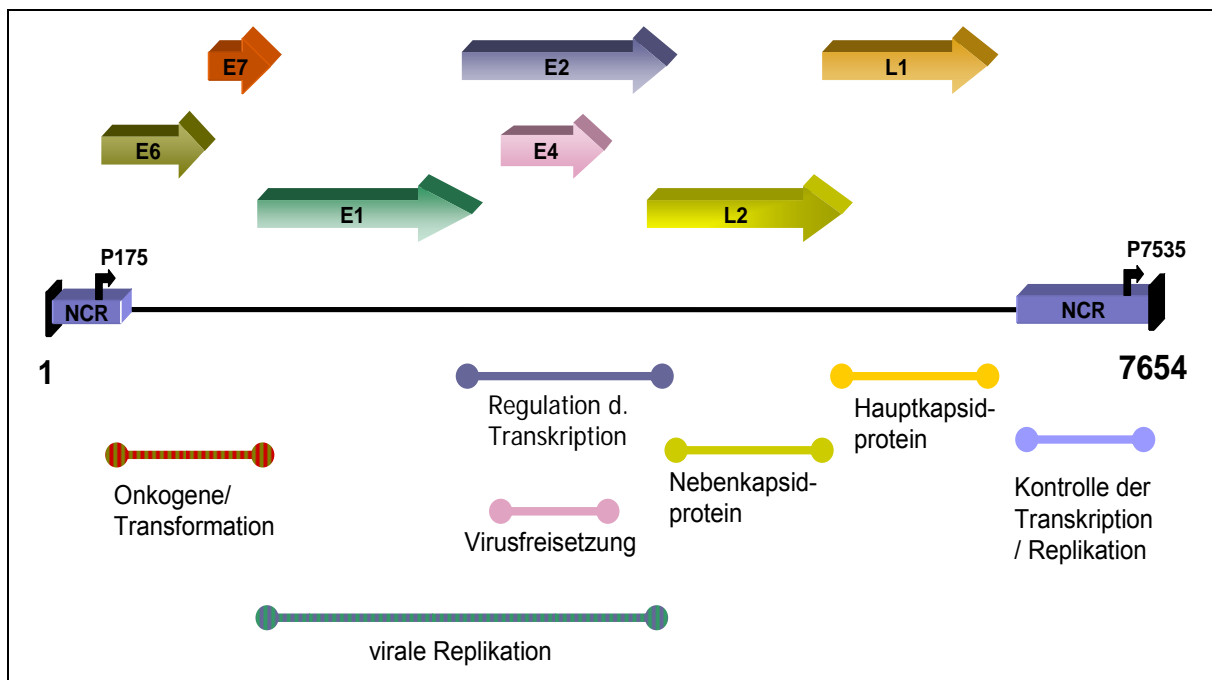 E7
E2
L1
E6
E4
E1
L2
P175
P7535
NCR
NCR
1
7654
Regulation d.
Transkription
Hauptkapsid-
protein
Onkogene/
Transformation
Nebenkapsid-
protein
Kontrolle der
Transkription
/ Replikation
Virusfreisetzung
virale Replikation